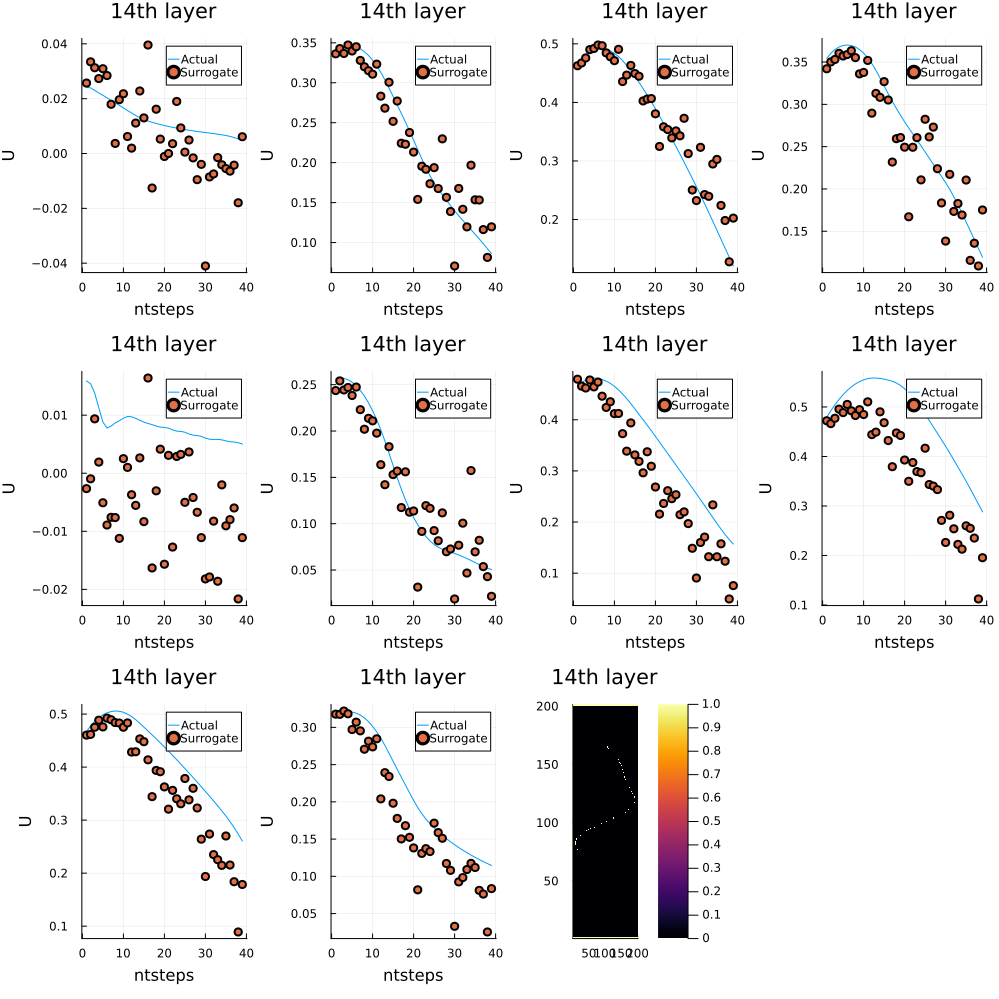 14th layer
0.04
0.02
0.00
−0.02
−0.04
U
Actual
Surrogate
0 10 20 30 40
ntsteps
14th layer
0.35
0.30
0.25
0.20
0.15
0.10
U
Actual
Surrogate
0 10 20 30 40
ntsteps
14th layer
0.5
0.4
0.3
0.2
U
Actual
Surrogate
0 10 20 30 40
ntsteps
14th layer
0.35
0.30
0.25
0.20
0.15
U
Actual
Surrogate
0 10 20 30 40
ntsteps
14th layer
0.01
0.00
−0.01
−0.02
U
Actual
Surrogate
0 10 20 30 40
ntsteps
14th layer
0.25
0.20
0.15
0.10
0.05
U
Actual
Surrogate
0 10 20 30 40
ntsteps
14th layer
0.4
0.3
0.2
0.1
U
Actual
Surrogate
0 10 20 30 40
ntsteps
14th layer
0.5
0.4
0.3
0.2
0.1
U
Actual
Surrogate
0 10 20 30 40
ntsteps
14th layer
0.5
0.4
0.3
0.2
0.1
U
Actual
Surrogate
0 10 20 30 40
ntsteps
14th layer
0.30
0.25
0.20
0.15
0.10
0.05
U
Actual
Surrogate
0 10 20 30 40
ntsteps
14th layer
200
150
100
50
50 100 150 200
1.0
0.9
0.8
0.7
0.6
0.5
0.4
0.3
0.2
0.1
0